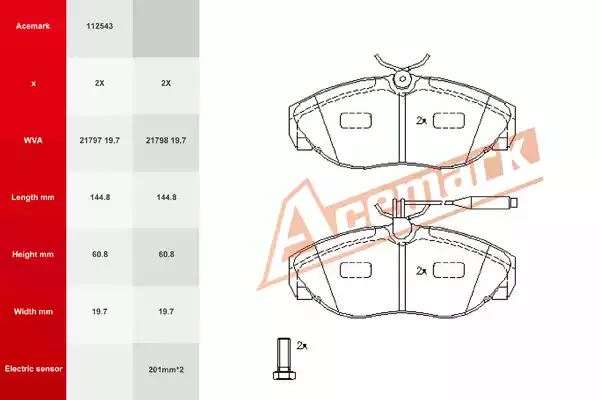 Acemark 112543
x 2X 2X
WVA 21797 19,7 21798 19,7
Length mm 144.8 144.8
Height mm 60.8 60.8
Width mm 19.7 19.7
Electric sensor 201mm*2
2x
2x
2x
Acemark